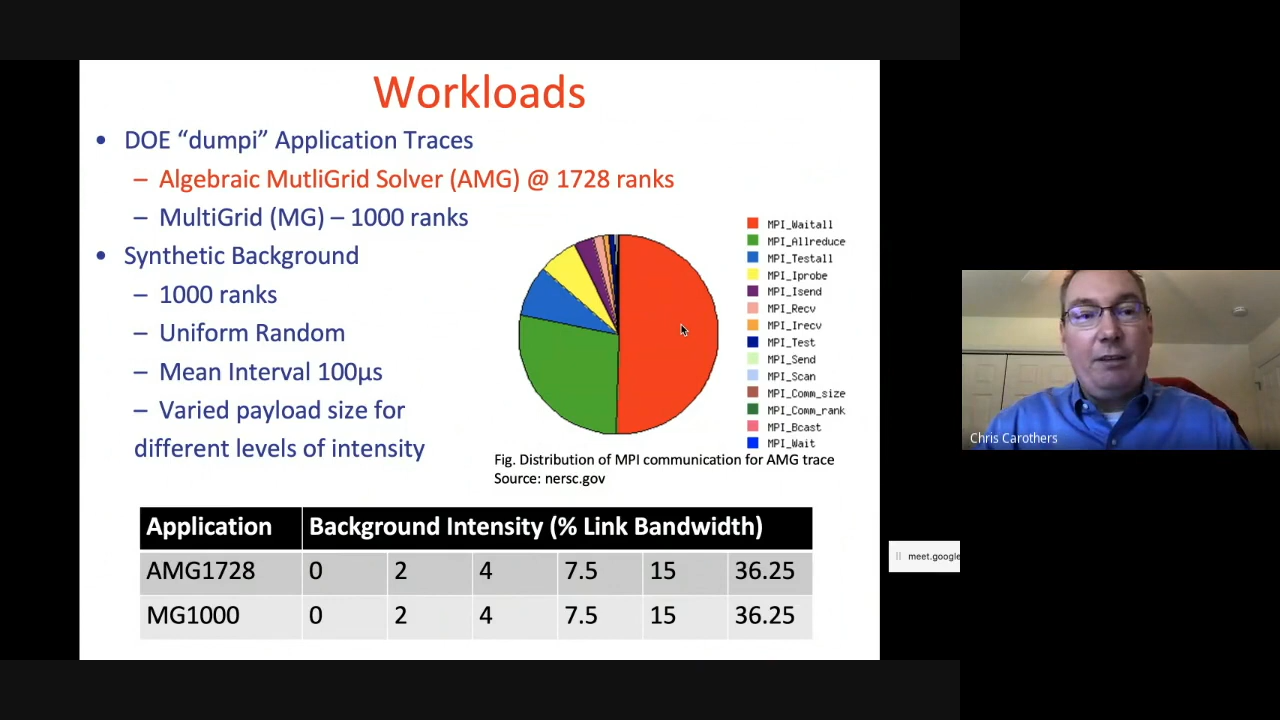 Workloads
• DOE “dumpi” Application Traces
– Algebraic MutliGrid Solver (AMG) @ 1728 ranks
– MultiGrid (MG) – 1000 ranks
• Synthetic Background
– 1000 ranks
– Uniform Random
– Mean Interval 100µs
– Varied payload size for
different levels of intensity
MPI_Waitall
MPI_Allreduce
MPI_Testall
MPI_Iprobe
MPI_Isend
MPI_Recv
MPI_Irecv
MPI_Test
MPI_Send
MPI_Scan
MPI_Comm_size
MPI_Comm_rank
MPI_Bcast
MPI_Wait
Fig. Distribution of MPI communication for AMG trace
Source: nersc.gov
Application Background Intensity (% Link Bandwidth)
AMG1728 0 2 4 7.5 15 36.25
MG1000 0 2 4 7.5 15 36.25
Chris Carothers
meet.google